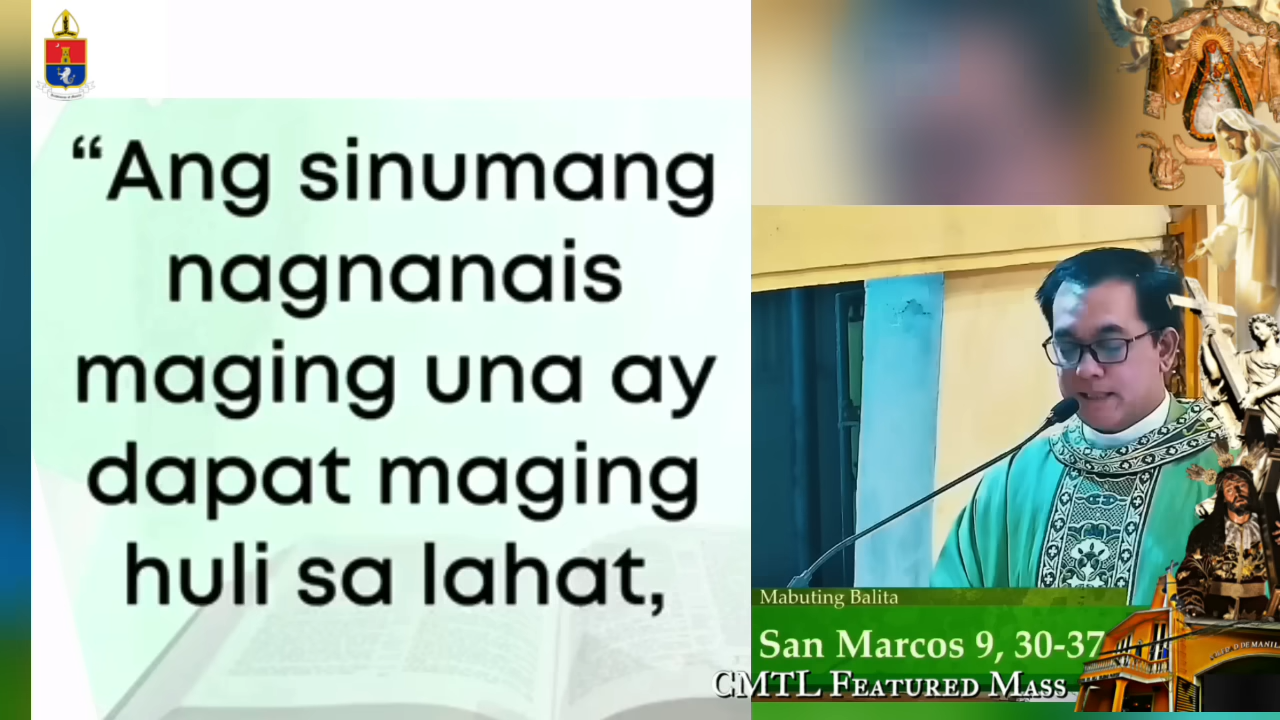 “Ang sinumang
nagnanais
maging una ay
dapat maging
huli sa lahat,
Mabuting Balita
San Marcos 9, 30-37
CMTL FEATURED MASS